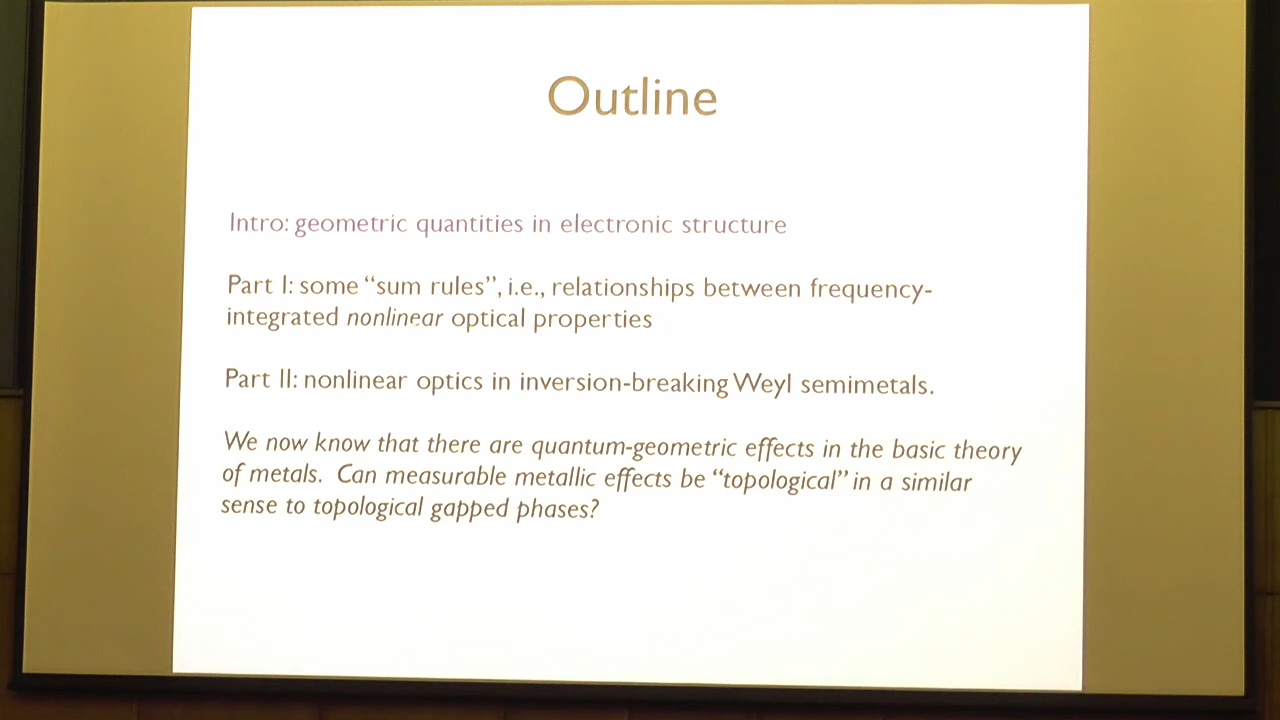 Outline
Intro: geometric quantities in electronic structure
Part I: some “sum rules”, i.e., relationships between frequency-
integrated nonlinear optical properties
Part II: nonlinear optics in inversion-breaking Weyl semimetals.
We now know that there are quantum-geometric effects in the basic theory
of metals.  Can measurable metallic effects be “topological” in a similar
sense to topological gapped phases?